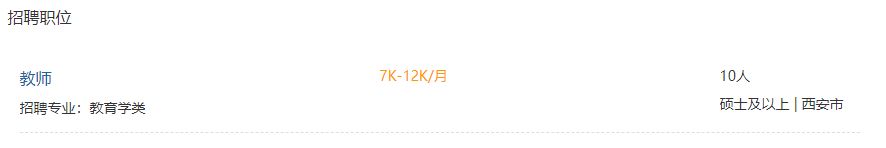 招聘职位
教师
7K-12K/月
10人
招聘专业：教育学类
硕士及以上 | 西安市